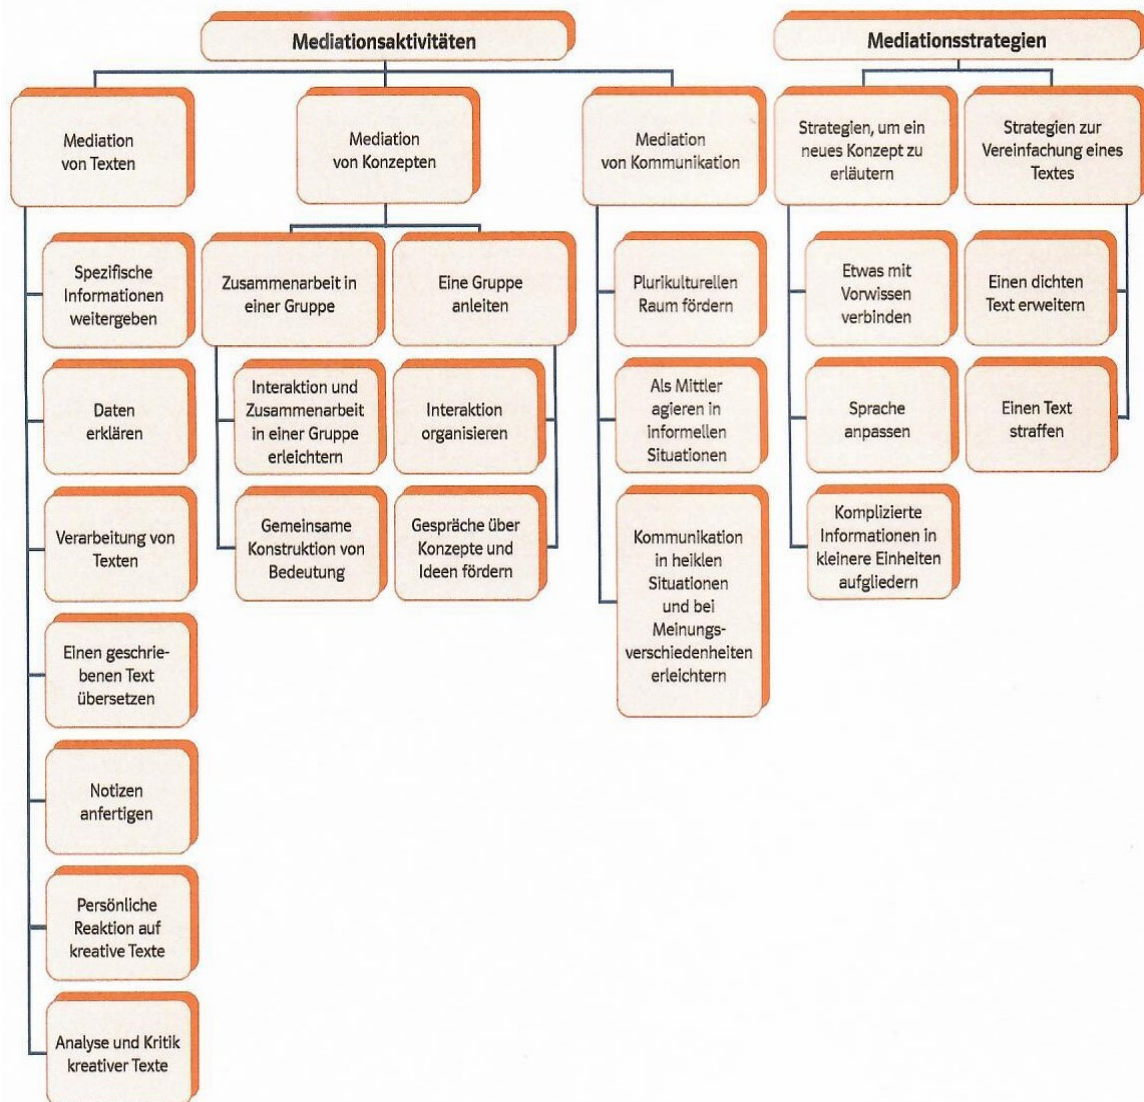 Mediationsaktivitäten
Mediation
von Texten
Spezifische
Informationen
weitergeben
Daten
erklären
Verarbeitung von
Texten
Einen geschrie-
benen Text
übersetzen
Notizen
anfertigen
Persönliche
Reaktion auf
kreative Texte
Analyse und Kritik
kreativer Texte
Mediation
von Konzepten
Zusammenarbeit in
einer Gruppe
Interaktion und
Zusammenarbeit
in einer Gruppe
erleichtern
Gemeinsame
Konstruktion von
Bedeutung
Eine Gruppe
anleiten
Interaktion
organisieren
Gespräche über
Konzepte und
Ideen fördern
Mediation
von Kommunikation
Plurikulturellen
Raum fördern
Als Mittler
agieren in
informellen
Situationen
Kommunikation
in heiklen
Situationen
und bei
Meinungs-
verschiedenheiten
erleichtern
Mediationsstrategien
Strategien, um ein
neues Konzept zu
erläutern
Etwas mit
Vorwissen
verbinden
Sprache
anpassen
Komplizierte
Informationen in
kleinere Einheiten
aufgliedern
Strategien zur
Vereinfachung eines
Textes
Einen dichten
Text erweitern
Einen Text
straffen